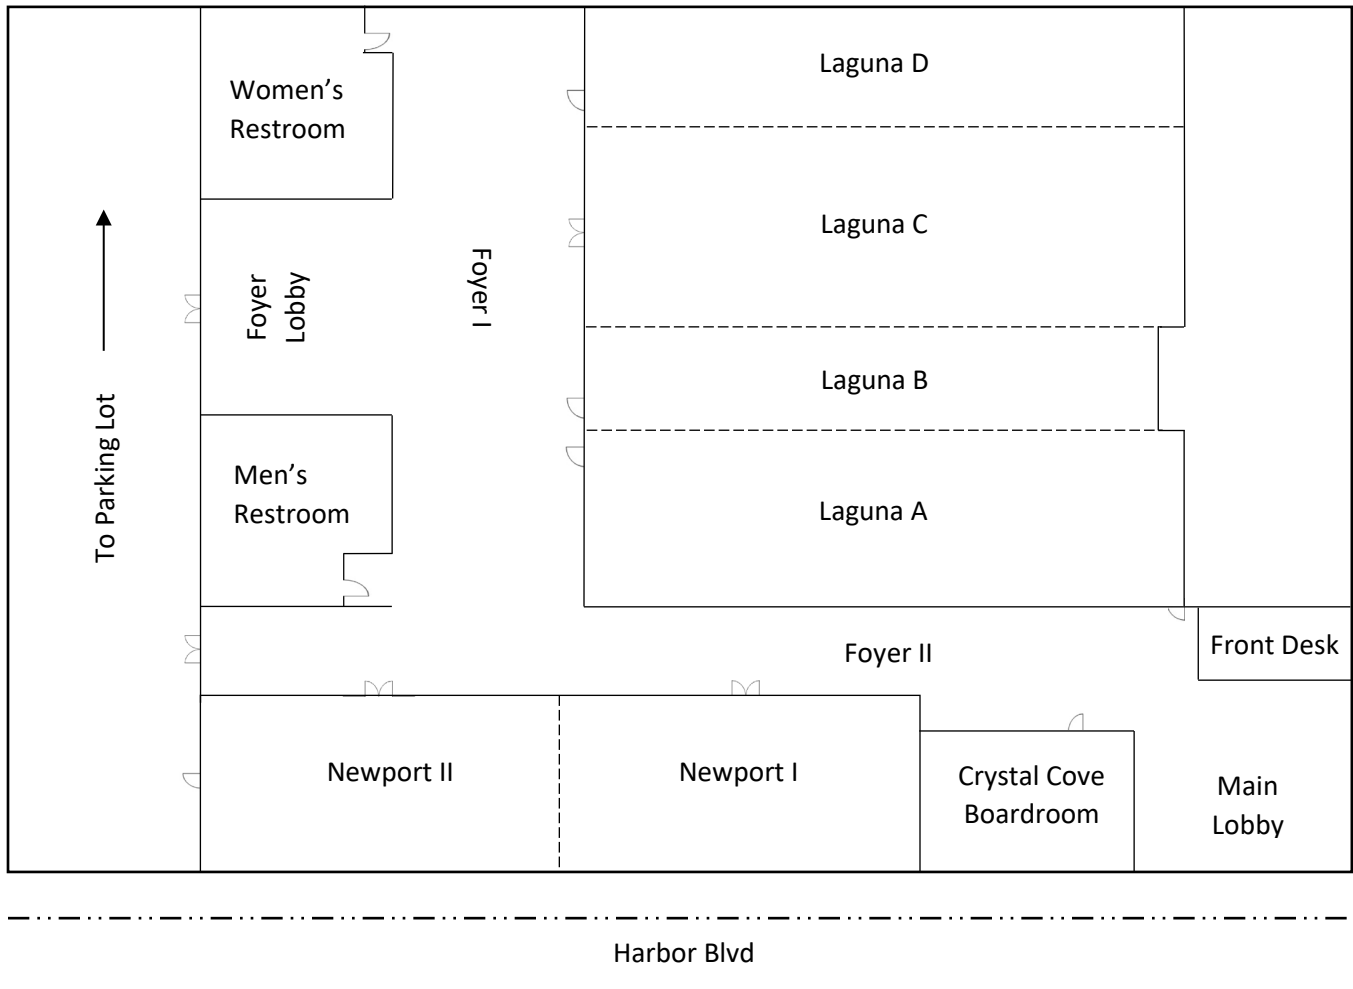 Laguna D
Women’s
Restroom
Laguna C
Foyer I
Foyer
Lobby
Laguna B
To Parking Lot
Men’s
Restroom
Laguna A
Foyer II
Front Desk
Newport II
Newport I
Crystal Cove
Boardroom
Main
Lobby
Harbor Blvd